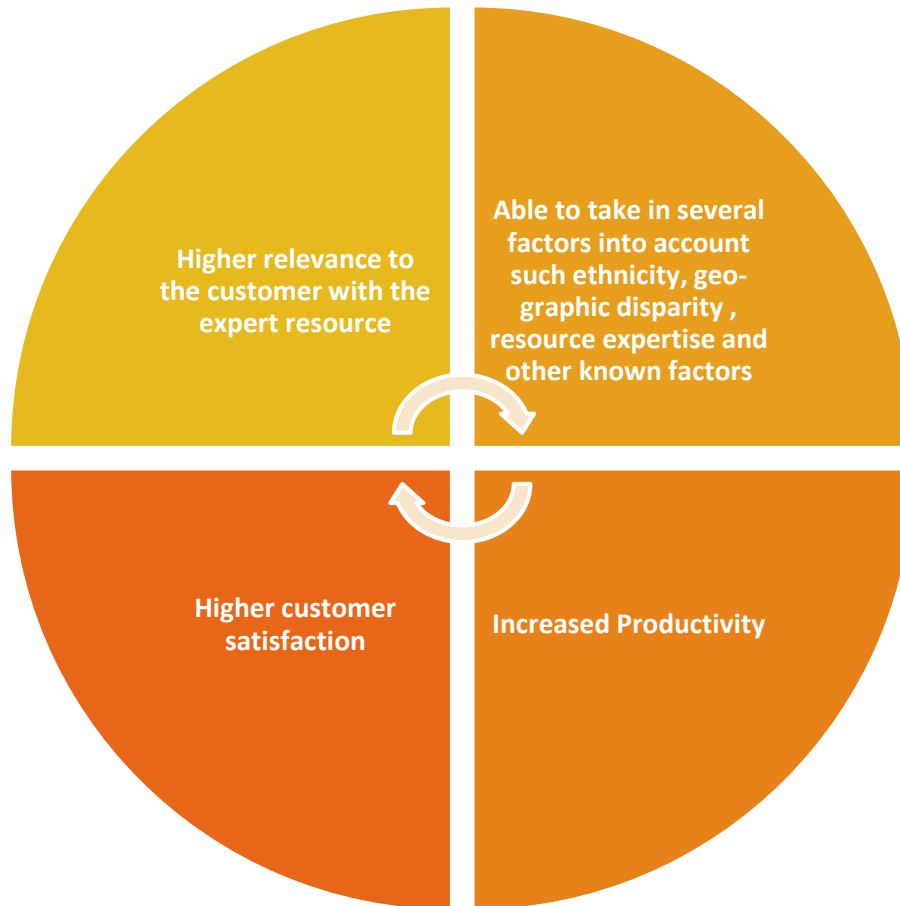 Higher relevance to
the customer with the
expert resource
Able to take in several
factors into account
such ethnicity, geo-
graphic disparity ,
resource expertise and
other known factors
Higher customer
satisfaction
Increased Productivity